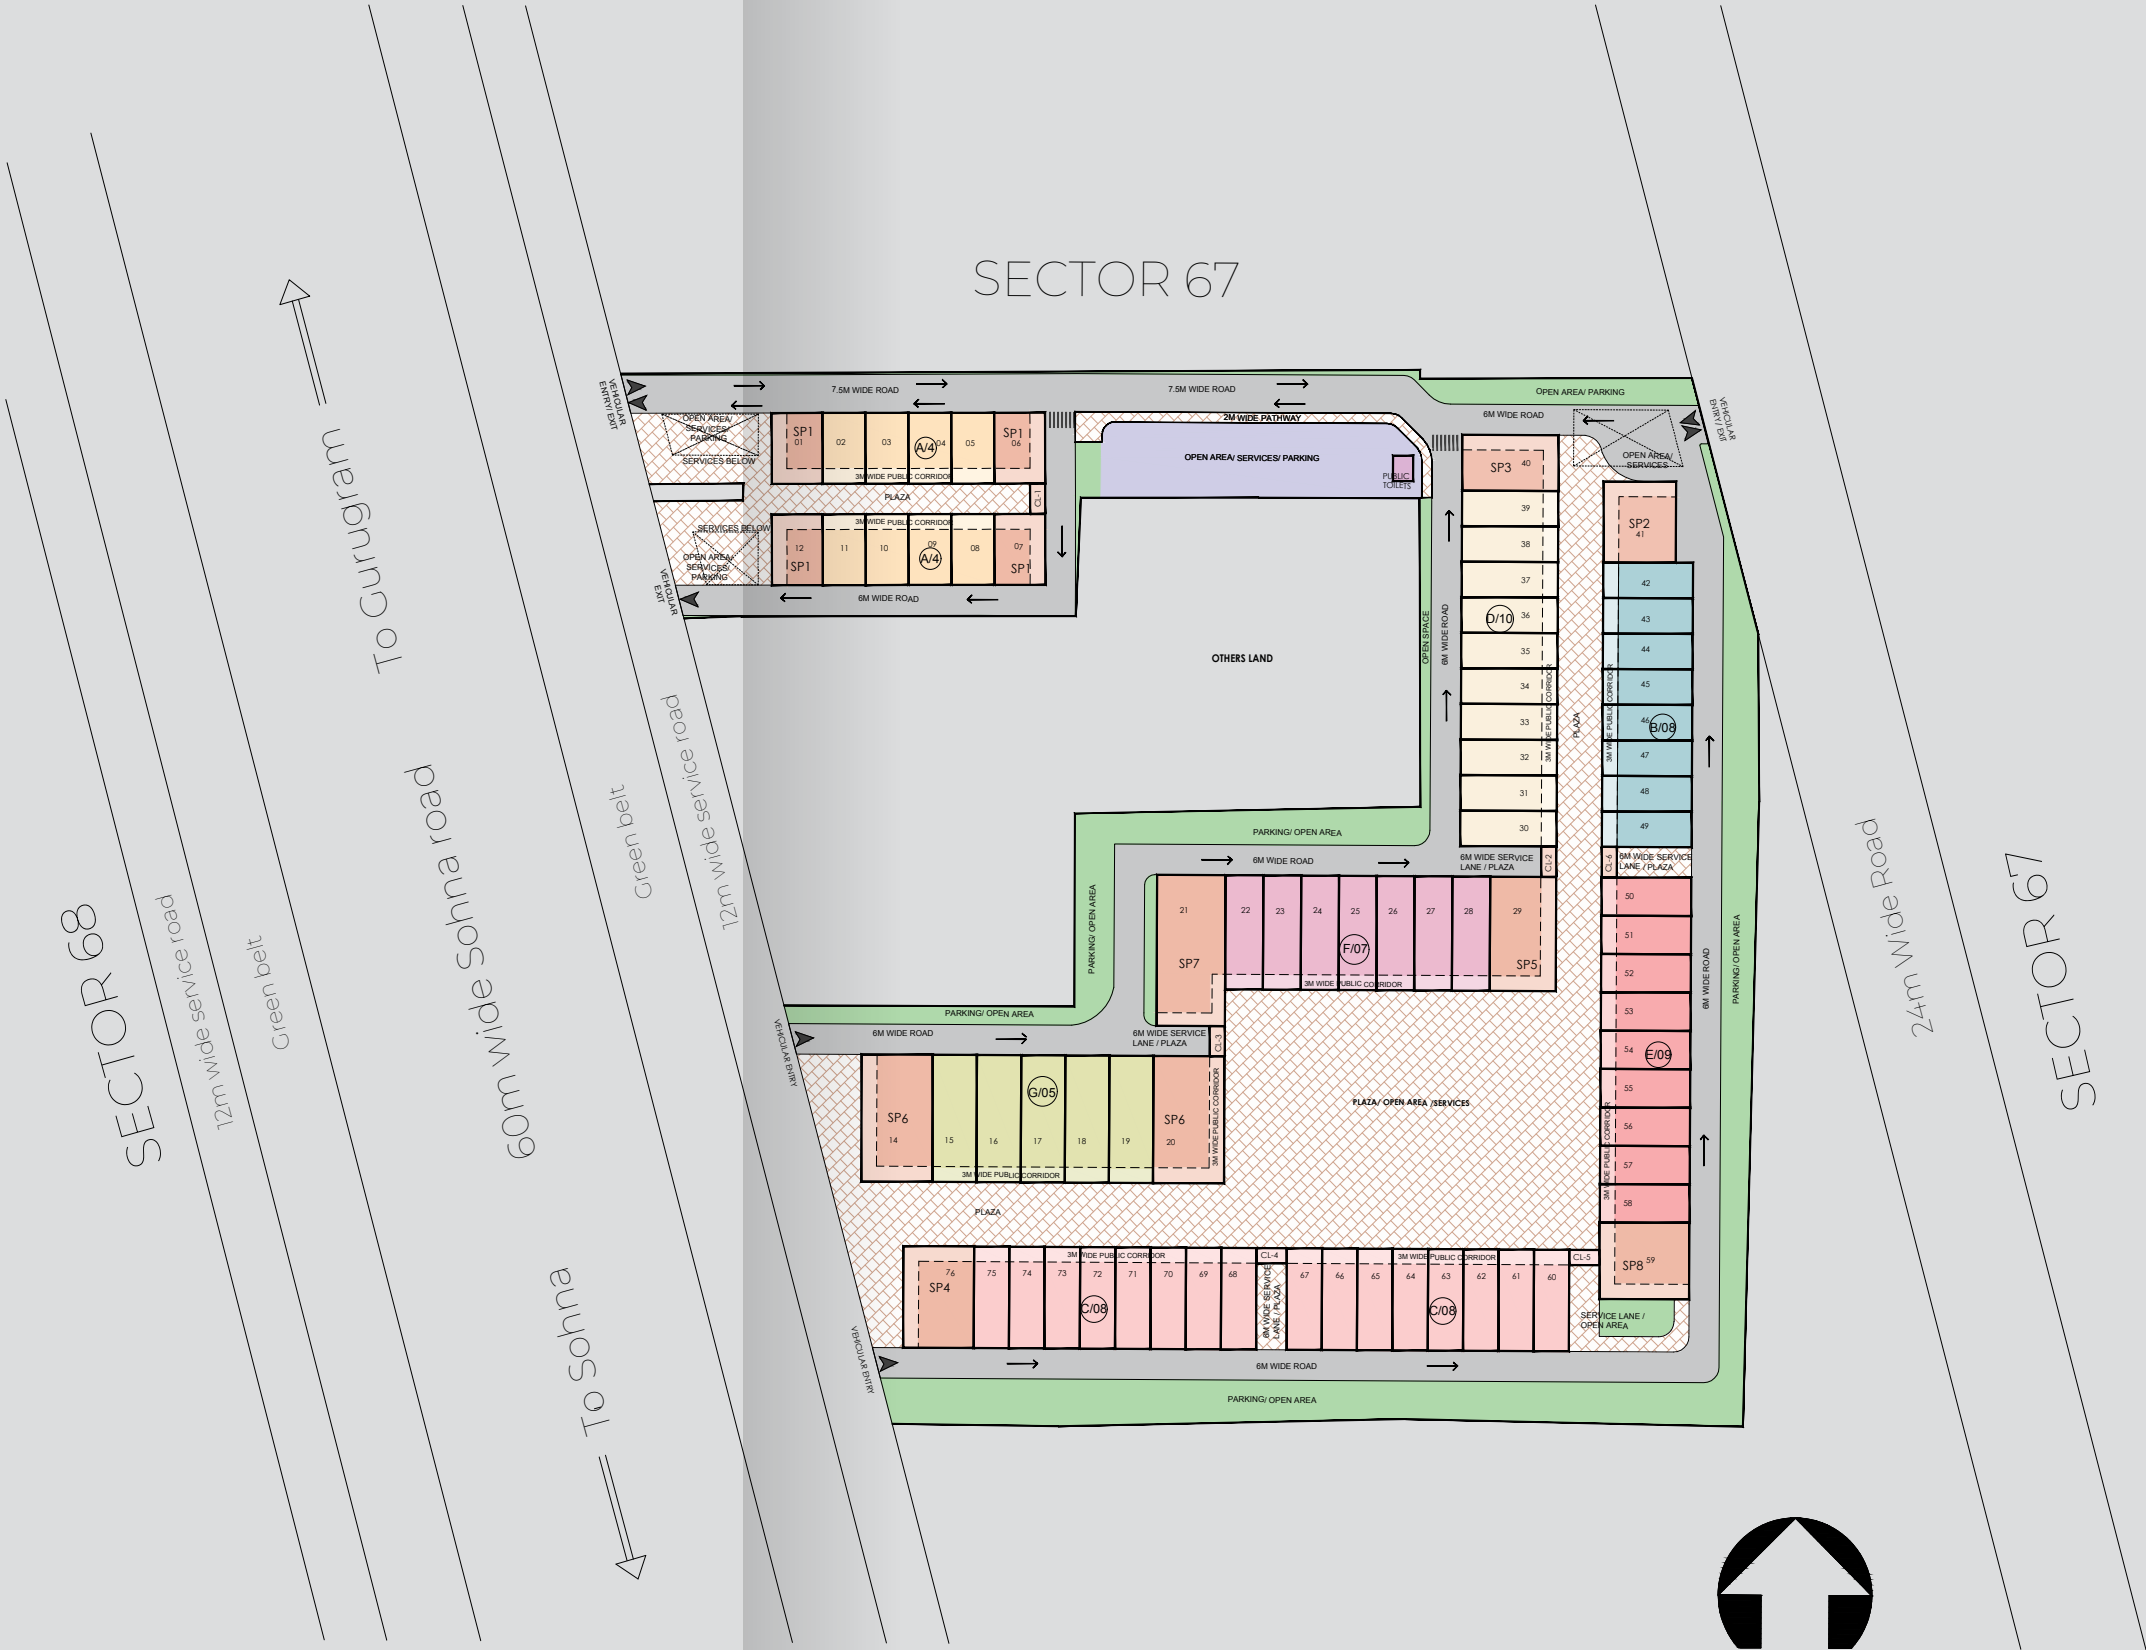 SECTOR 67
To Gurugram
VEHICULAR
ENTRY/ EXIT
7.5M WIDE ROAD
7.5M WIDE ROAD
OPEN AREA/ PARKING
6M WIDE ROAD
VEHICULAR
ENTRY / EXIT
OPEN AREA/
SERVICES/
PARKING
SERVICES BELOW
SP1
01
02
03
A/4
04
05
SP1
06
3M WIDE PUBLIC CORRIDOR
2M WIDE PATHWAY
OPEN AREA/ SERVICES/ PARKING
PUBLIC
TOILETS
OPEN AREA/
SERVICES
PLAZA
CL-1
SERVICES BELOW
OPEN AREA/
SERVICES/
PARKING
3M WIDE PUBLIC CORRIDOR
12
SP1
11
10
09
A/4
08
07
SP1
VEHICULAR
EXIT
6M WIDE ROAD
OTHERS LAND
OPEN SPACE
6M WIDE ROAD
SP3
40
39
38
37
D/10
36
35
34
33
32
31
30
3M WIDE PUBLIC CORRIDOR
PLAZA
SP2
41
42
43
44
45
46
B/08
47
48
49
3M WIDE PUBLIC CORRIDOR
PARKING/ OPEN AREA
6M WIDE ROAD
6M WIDE SERVICE
LANE / PLAZA
CL-2
CL-6
6M WIDE SERVICE
LANE / PLAZA
PARKING/ OPEN AREA
21
SP7
22
23
24
25
26
27
28
29
F/07
SP5
3M WIDE PUBLIC CORRIDOR
50
51
52
53
54
E/09
55
56
57
58
59
SP8
3M WIDE PUBLIC CORRIDOR
6M WIDE ROAD
PARKING/ OPEN AREA
PARKING/ OPEN AREA
VEHICULAR ENTRY
6M WIDE ROAD
6M WIDE SERVICE
LANE / PLAZA
CL-3
SP6
14
15
16
G/05
17
18
19
SP6
20
3M WIDE PUBLIC CORRIDOR
3M WIDE PUBLIC CORRIDOR
PLAZA/ OPEN AREA /SERVICES
PLAZA
3M WIDE PUBLIC CORRIDOR
CL-4
3M WIDE PUBLIC CORRIDOR
CL-5
76
SP4
75
74
73
72
71
70
69
68
C/08
6M WIDE SERVICE
LANE / PLAZA
67
66
65
64
63
62
61
60
C/08
SERVICE LANE /
OPEN AREA
VEHICULAR ENTRY
6M WIDE ROAD
PARKING/ OPEN AREA
SECTOR 68
12m wide service road
Green belt
60m wide Sohna road
Green belt
12m wide service road
To Sohna
24m Wide Road
SECTOR 67